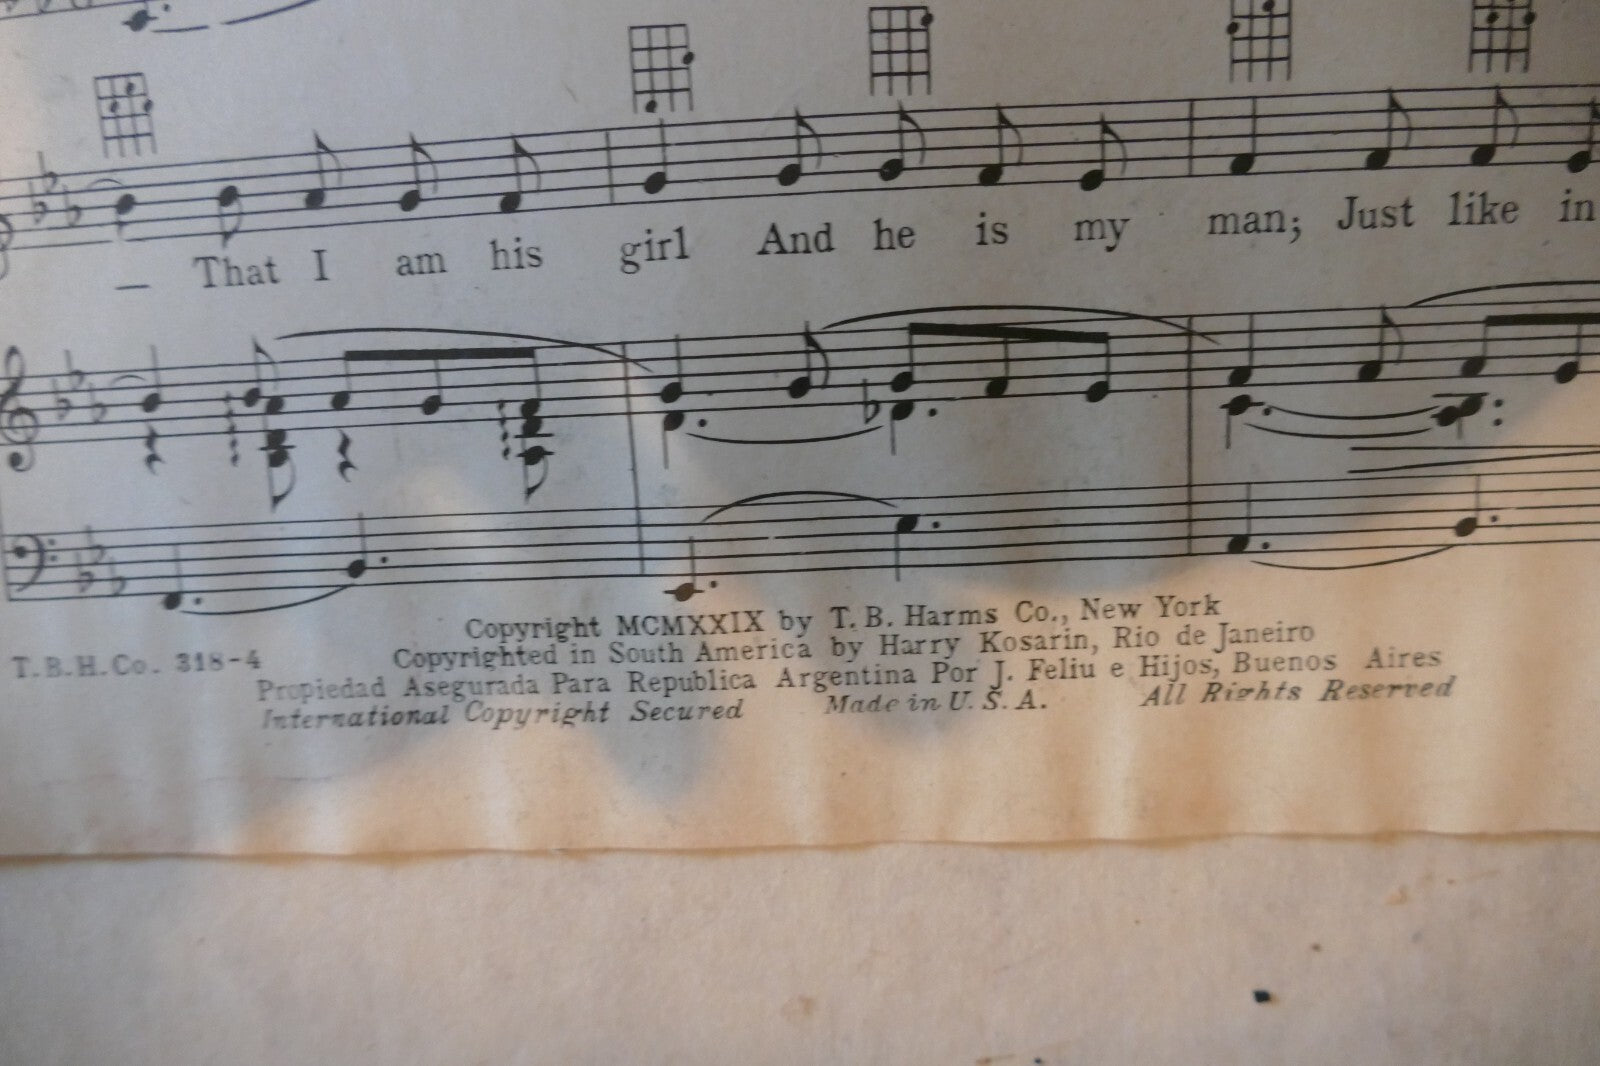 — That I am his girl And he is my man; Just like in
Copyright MCMXXIX by T. B. Harms Co., New York
T.B.H.Co. 318-4
Copyrighted in South America by Harry Kosarin, Rio de Janeiro
Propiedad Asegurada Para Republica Argentina Por J. Feliu e Hijos, Buenos Aires
International Copyright Secured Made in U. S. A. All Rights Reserved